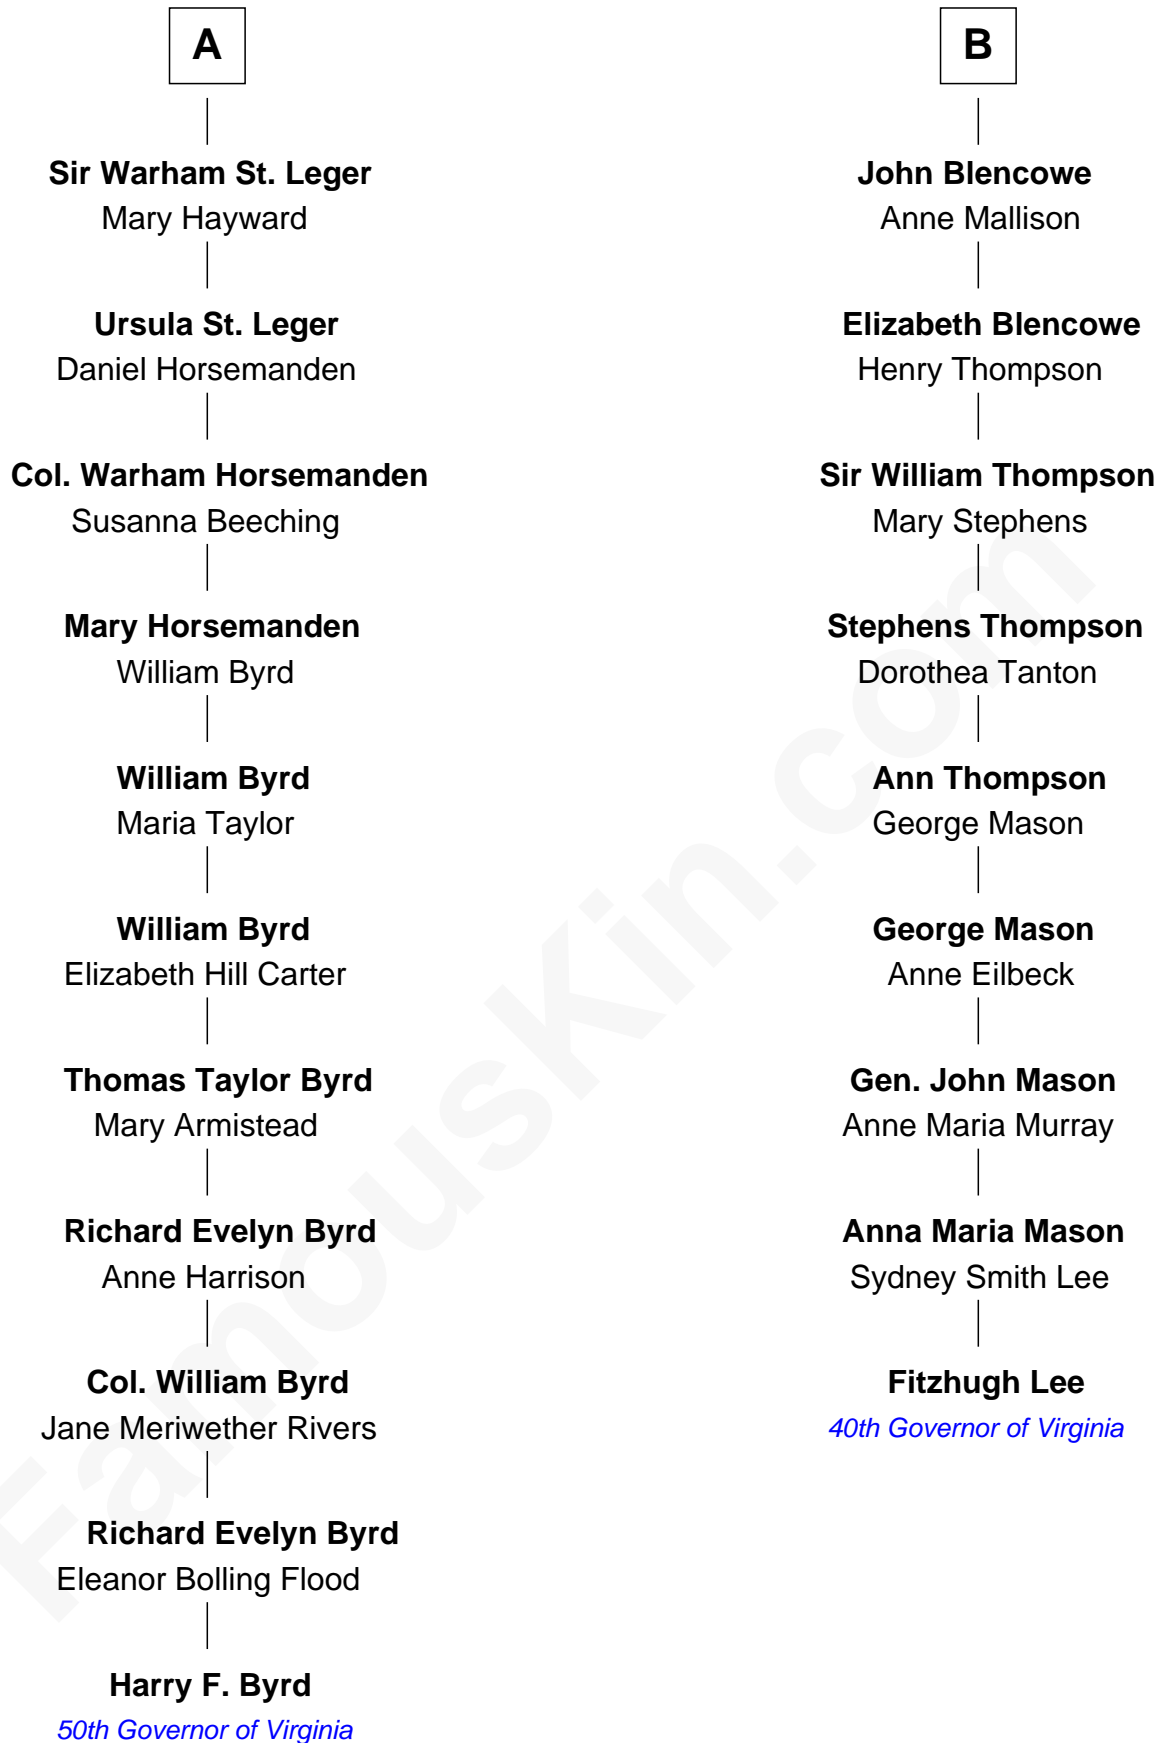 A
Sir Warham St. Leger
Mary Hayward
Ursula St. Leger
Daniel Horsemanden
Col. Warham Horsemanden
Susanna Beeching
Mary Horsemanden
William Byrd
William Byrd
Maria Taylor
William Byrd
Elizabeth Hill Carter
Thomas Taylor Byrd
Mary Armistead
Richard Evelyn Byrd
Anne Harrison
Col. William Byrd
Jane Meriwether Rivers
Richard Evelyn Byrd
Eleanor Bolling Flood
Harry F. Byrd
50th Governor of Virginia
B
John Blencowe
Anne Mallison
Elizabeth Blencowe
Henry Thompson
Sir William Thompson
Mary Stephens
Stephens Thompson
Dorothea Tanton
Ann Thompson
George Mason
George Mason
Anne Eilbeck
Gen. John Mason
Anne Maria Murray
Anna Maria Mason
Sydney Smith Lee
Fitzhugh Lee
40th Governor of Virginia
FamousKin.com